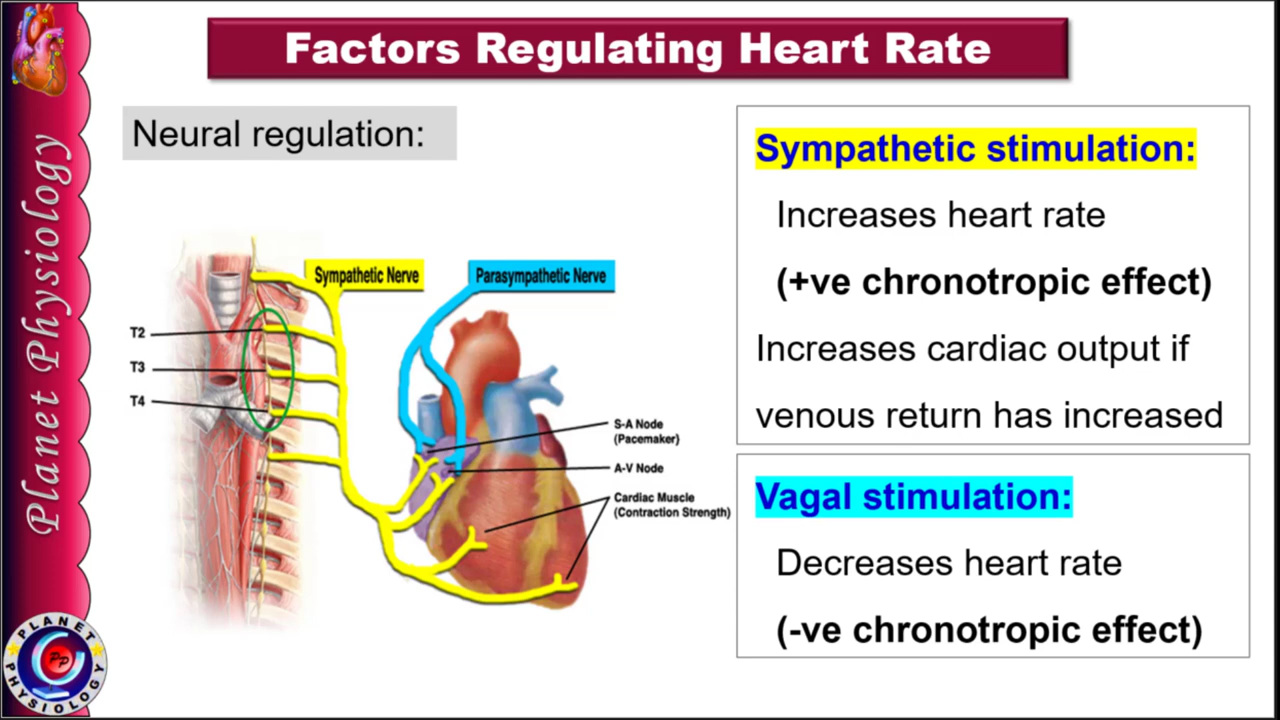 Factors Regulating Heart Rate
Planet Physiology
Neural regulation:
Sympathetic Nerve
Parasympathetic Nerve
T2
T3
T4
S-A Node
(Pacemaker)
A-V Node
Cardiac Muscle
(Contraction Strength)
Sympathetic stimulation:
Increases heart rate
(+ve chronotropic effect)
Increases cardiac output if
venous return has increased
Vagal stimulation:
Decreases heart rate
(-ve chronotropic effect)
PLANET
PP
PHYSIOLOGY